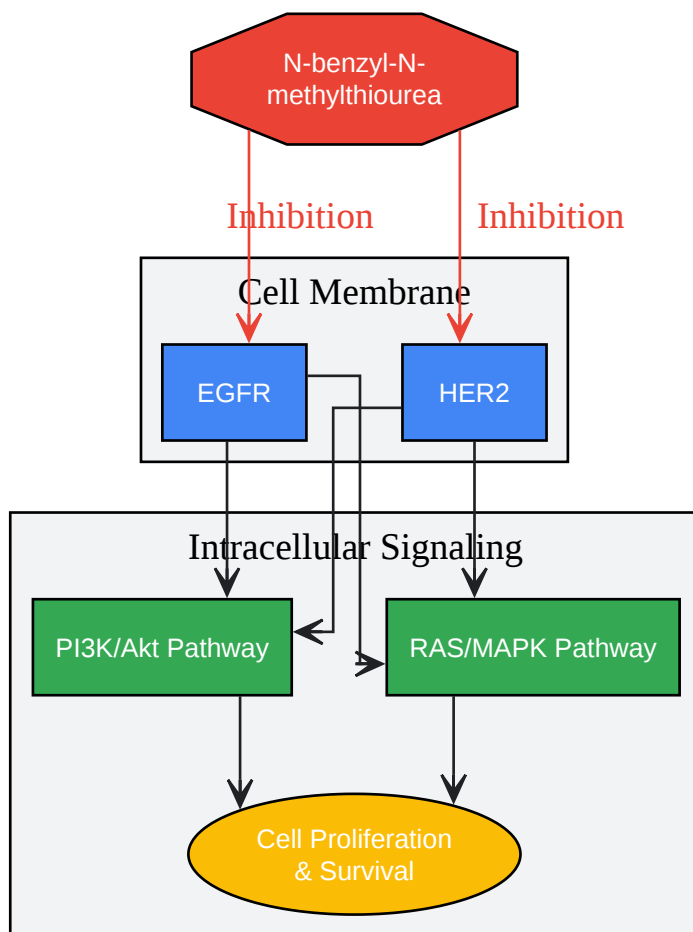 N-benzyl-N-
methylthiourea
Inhibition
Inhibition
Cell Membrane
EGFR
HER2
Intracellular Signaling
PI3K/Akt Pathway
RAS/MAPK Pathway
Cell Proliferation
& Survival